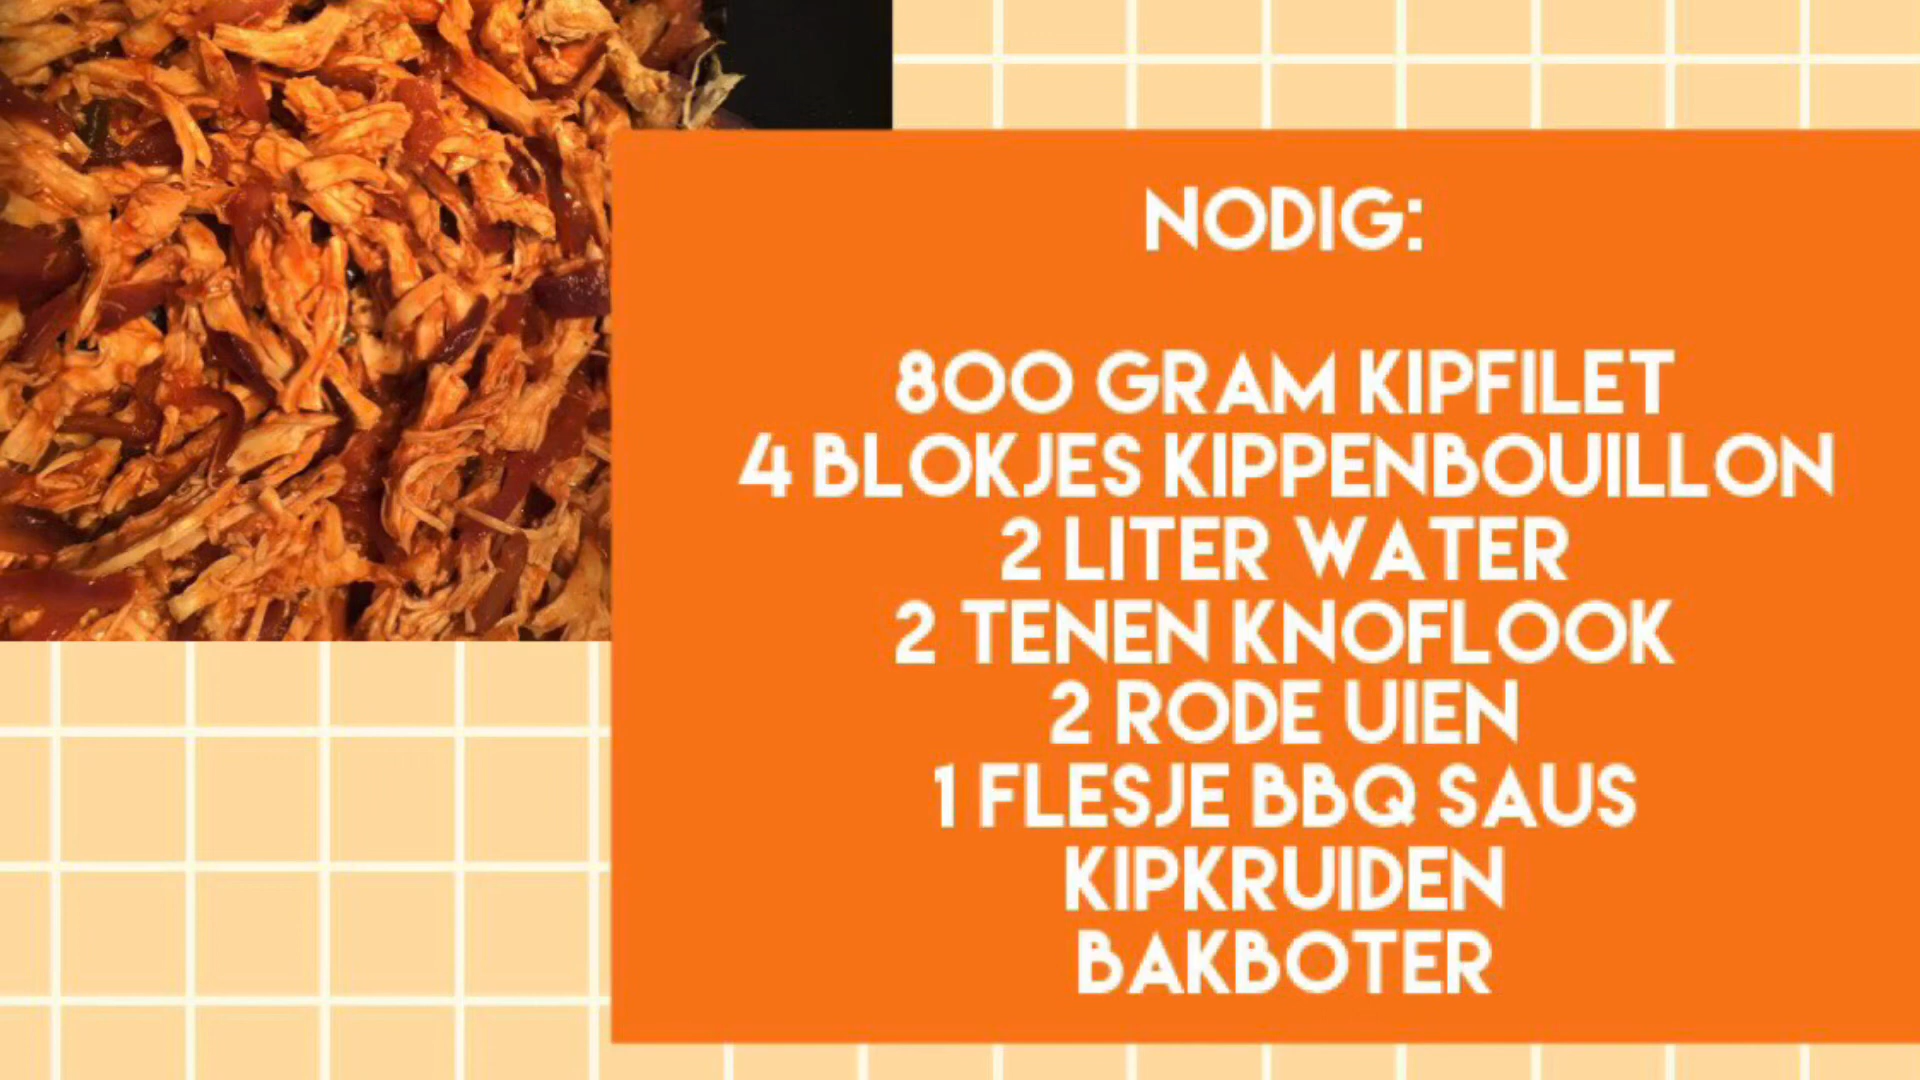 NODIG:
800 GRAM KIPFILET
4 BLOKJES KIPPENBOUILLON
2 LITER WATER
2 TENEN KNOFLOOK
2 RODE UIEN
1 FLESJE BBQ SAUS
KIPKRUIDEN
BAKBOTER